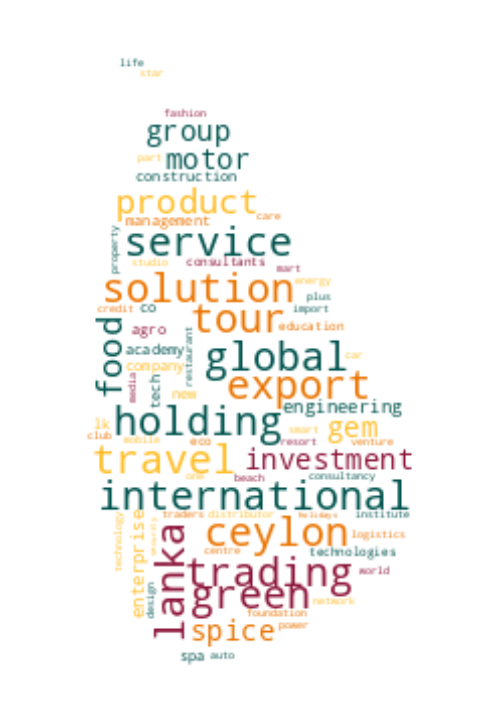 life
star
fashion
group
part motor
construction
product
care
management
property
service
studio consultants
mart
solution energy
plus
credit co import
tour
agro education
food
restaurant
academy global car
company export
media
tech
new
holding engineering
lk
club mobile eco smart gem
resort venture
travel investment
one beach consultancy
international
traders distributor holidays institute
technology
enterprise
ceylon logistics
centre technologies
lanka
trading world
design
green network
foundation
spice power
spa auto